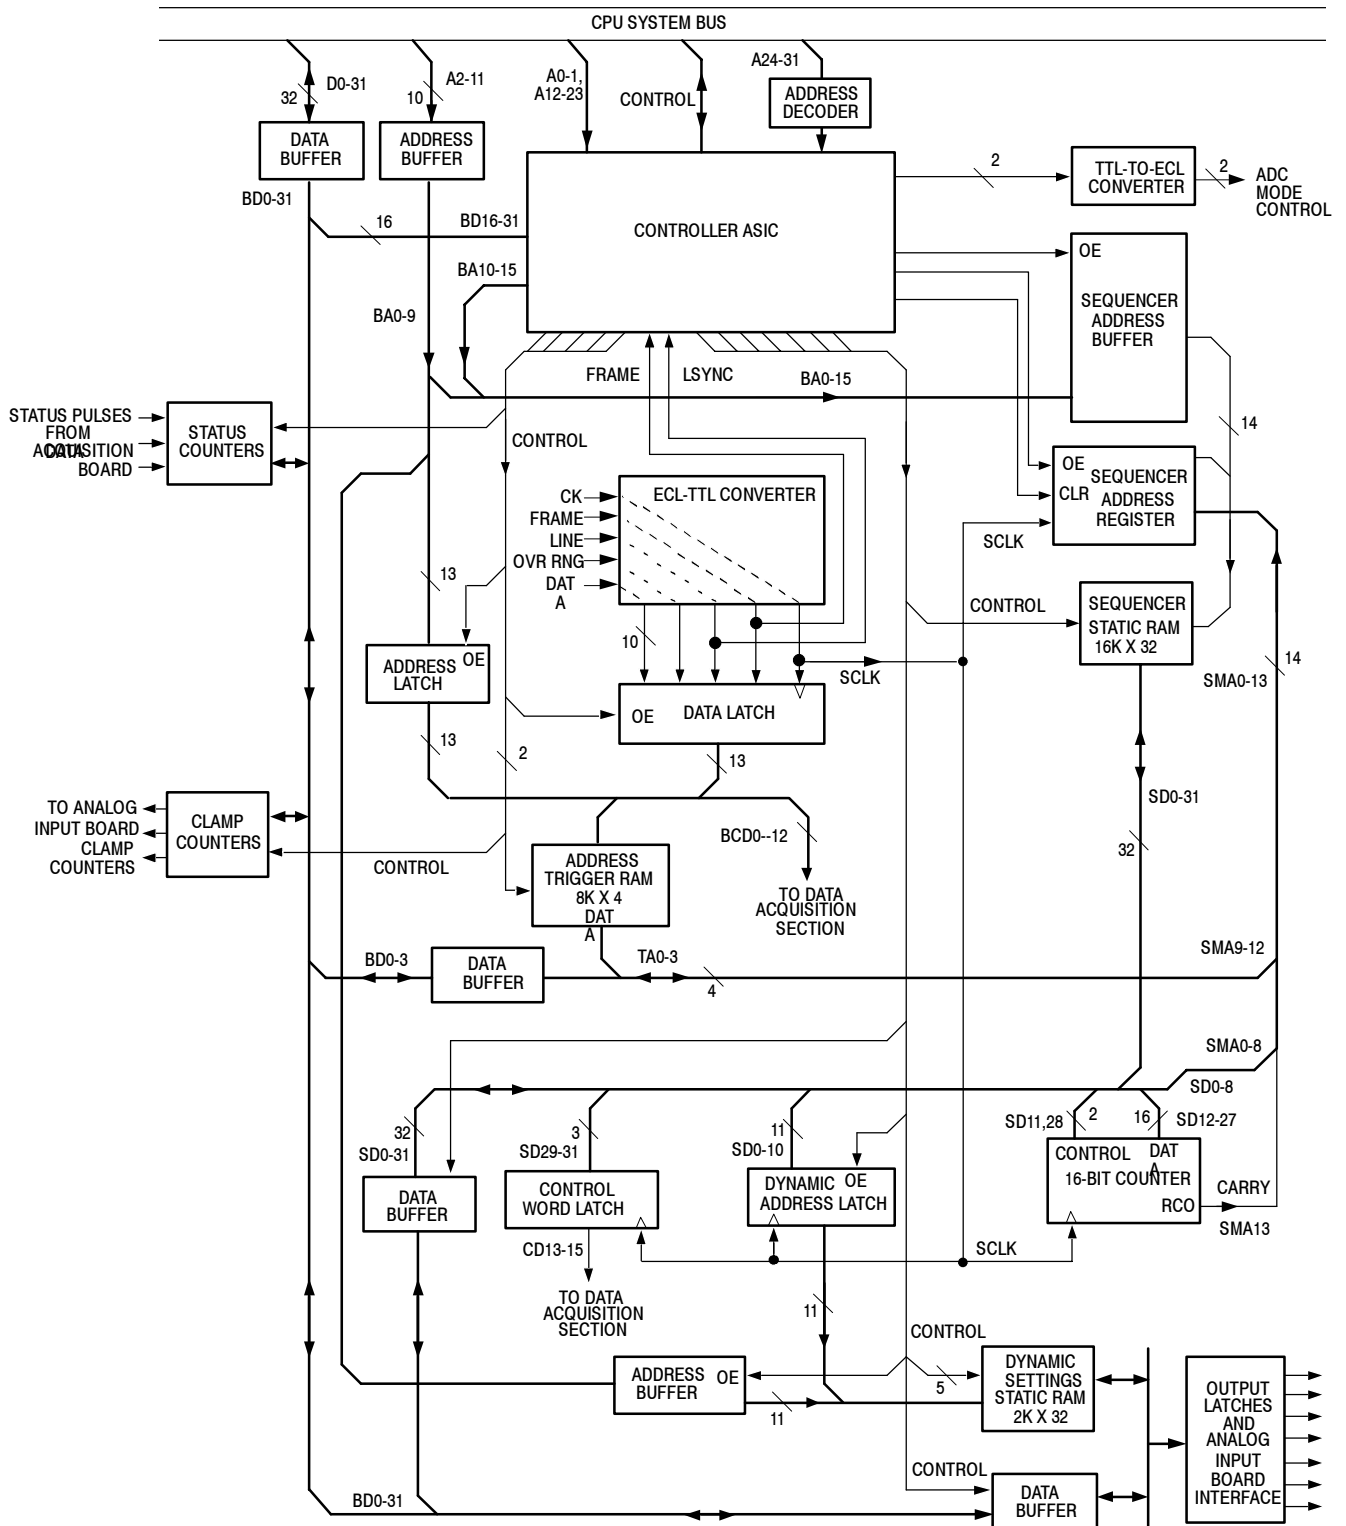 CPU SYSTEM BUS
D0-31
32
A2-11
10
A0-1,
A12-23
CONTROL
A24-31
ADDRESS
DECODER
DATA
BUFFER
ADDRESS
BUFFER
BD0-31
16
BD16-31
CONTROLLER ASIC
2
TTL-TO-ECL
CONVERTER
2
ADC
MODE
CONTROL
BA10-15
BA0-9
OE
SEQUENCER
ADDRESS
BUFFER
FRAME
LSYNC
BA0-15
14
STATUS PULSES
FROM
DATA
ACQUISITION
BOARD
STATUS
COUNTERS
CONTROL
ECL-TTL CONVERTER
CK
FRAME
LINE
OVR RNG
DAT
A
OE
CLR
SEQUENCER
ADDRESS
REGISTER
SCLK
13
10
CONTROL
SEQUENCER
STATIC RAM
16K X 32
ADDRESS
LATCH
OE
SCLK
14
SMA0-13
OE
DATA LATCH
13
2
13
SD0-31
32
TO ANALOG
INPUT BOARD
CLAMP
COUNTERS
CLAMP
COUNTERS
CONTROL
BCD0--12
ADDRESS
TRIGGER RAM
8K X 4
DAT
A
TO DATA
ACQUISITION
SECTION
BD0-3
DATA
BUFFER
TA0-3
4
SMA9-12
SMA0-8
SD0-8
32
SD0-31
3
SD29-31
11
SD0-10
SD11,28
2
16
SD12-27
DATA
BUFFER
CONTROL
WORD LATCH
DYNAMIC
OE
ADDRESS LATCH
CONTROL
DAT
A
16-BIT COUNTER
RCO
CARRY
SMA13
CD13-15
SCLK
TO DATA
ACQUISITION
SECTION
11
CONTROL
ADDRESS
BUFFER
OE
11
5
DYNAMIC
SETTINGS
STATIC RAM
2K X 32
OUTPUT
LATCHES
AND
ANALOG
INPUT
BOARD
INTERFACE
BD0-31
CONTROL
DATA
BUFFER